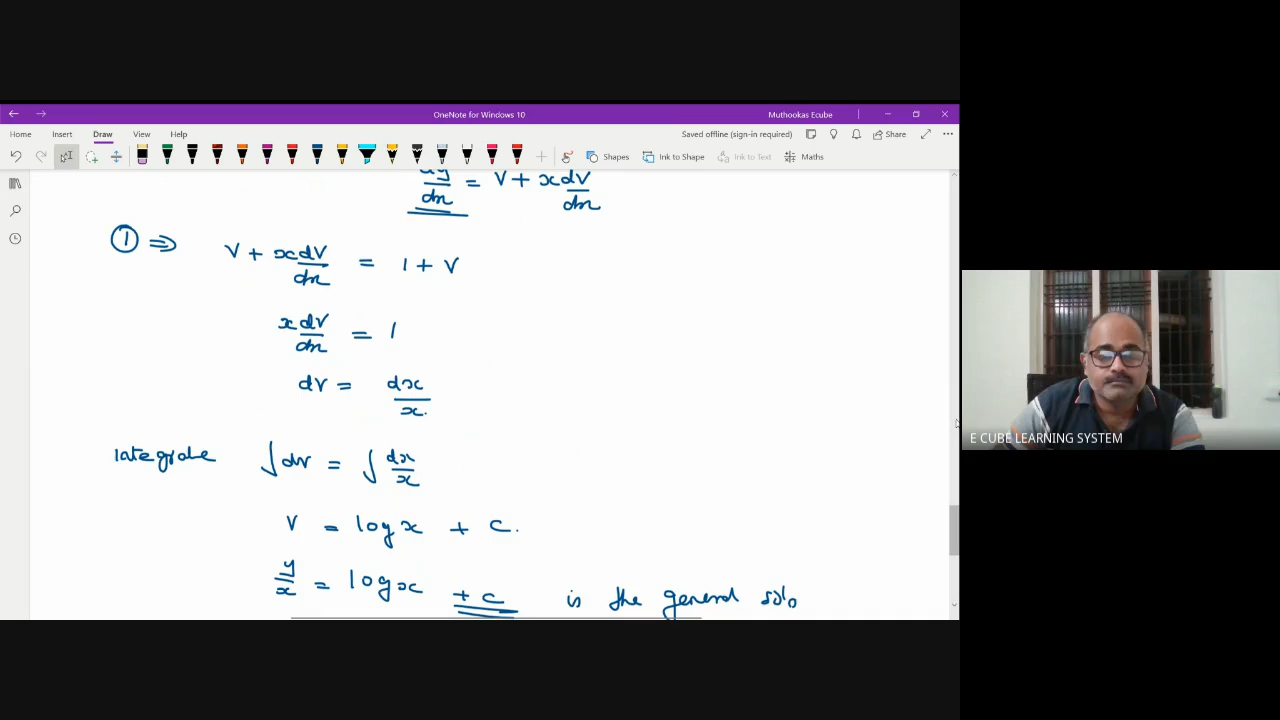 OneNote for Windows 10
Muthookas Ecube
Home Insert Draw View Help
Saved offline (sign-in required)
Share
Shapes
Ink to Shape
Ink to Text
Maths
dy/dx = V + x dV/dx
① ⇒ V + x dV/dx = 1 + V
x dV/dx = 1
dV = dx/x.
Integrate ∫ dv = ∫ dx/x
V = log x + c.
y/x = log x + c is the general soln
E CUBE LEARNING SYSTEM